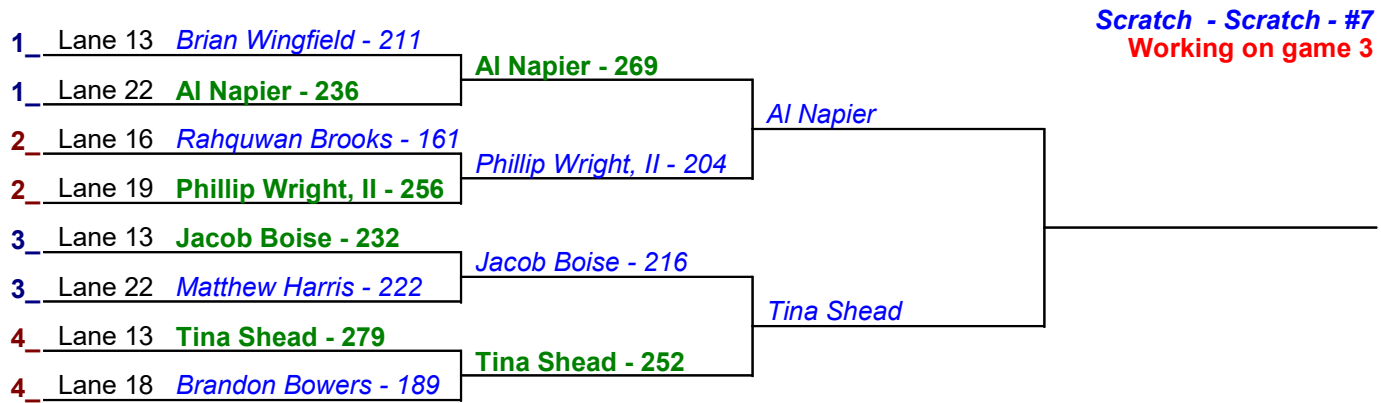 Scratch - Scratch - #7
Working on game 3
1_ Lane 13 Brian Wingfield - 211
1_ Lane 22 Al Napier - 236
2_ Lane 16 Rahquwan Brooks - 161
2_ Lane 19 Phillip Wright, II - 256
3_ Lane 13 Jacob Boise - 232
3_ Lane 22 Matthew Harris - 222
4_ Lane 13 Tina Shead - 279
4_ Lane 18 Brandon Bowers - 189
Al Napier - 269
Phillip Wright, II - 204
Jacob Boise - 216
Tina Shead - 252
Al Napier
Tina Shead